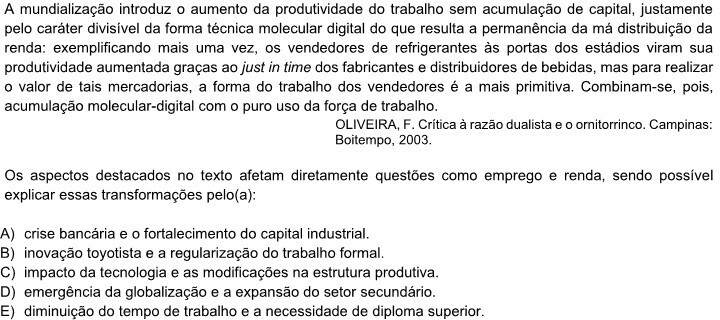 A mundialização introduz o aumento da produtividade do trabalho sem acumulação de capital, justamente
pelo caráter divisível da forma técnica molecular digital do que resulta a permanência da má distribuição da
renda: exemplificando mais uma vez, os vendedores de refrigerantes às portas dos estádios viram sua
produtividade aumentada graças ao just in time dos fabricantes e distribuidores de bebidas, mas para realizar
o valor de tais mercadorias, a forma do trabalho dos vendedores é a mais primitiva. Combinam-se, pois,
acumulação molecular-digital com o puro uso da força de trabalho.
OLIVEIRA, F. Crítica à razão dualista e o ornitorrinco. Campinas:
Boitempo, 2003.
Os aspectos destacados no texto afetam diretamente questões como emprego e renda, sendo possível
explicar essas transformações pelo(a):
A) crise bancária e o fortalecimento do capital industrial.
B) inovação toyotista e a regularização do trabalho formal.
C) impacto da tecnologia e as modificações na estrutura produtiva.
D) emergência da globalização e a expansão do setor secundário.
E) diminuição do tempo de trabalho e a necessidade de diploma superior.